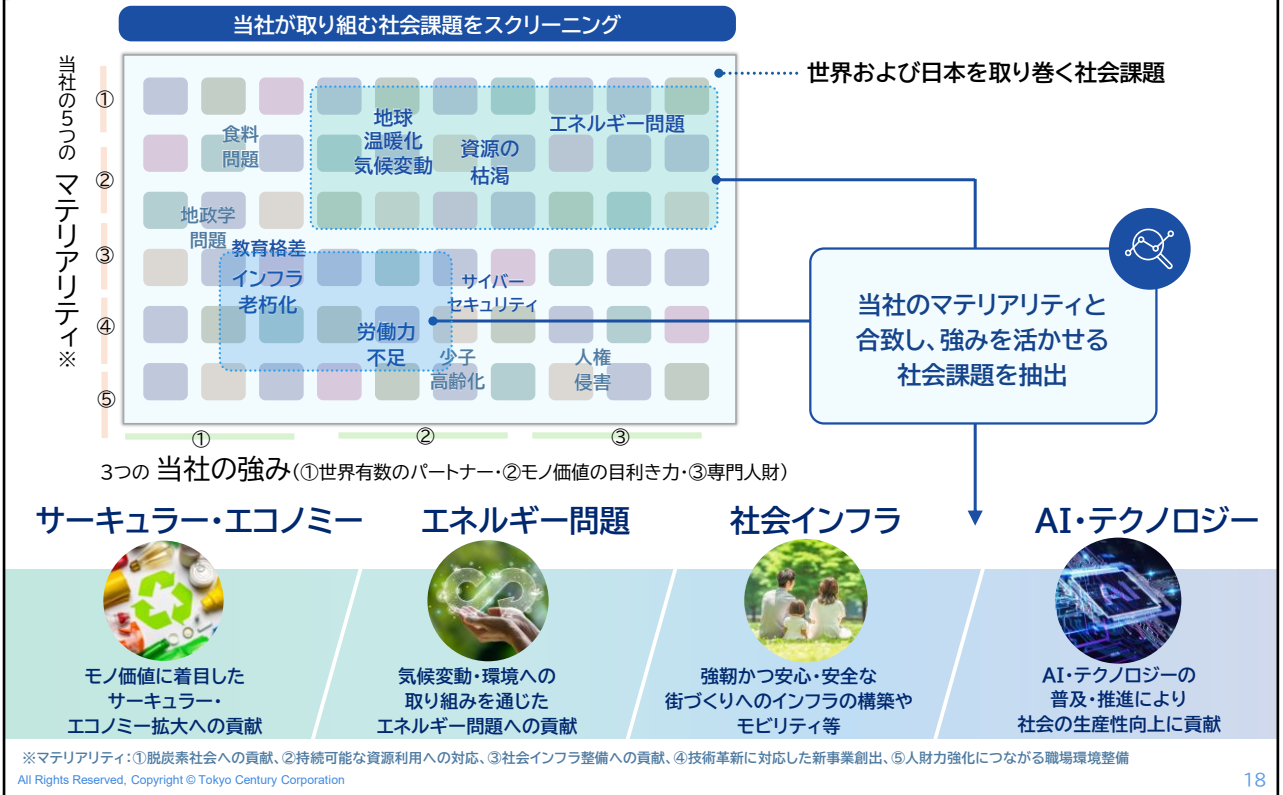 当社が取り組む社会課題をスクリーニング
世界および日本を取り巻く社会課題
当社の5つの マテリアリティ※
①
②
③
④
⑤
食料
問題
地球
温暖化
気候変動
資源の
枯渇
エネルギー問題
地政学
問題
教育格差
インフラ
老朽化
労働力
不足
サイバー
セキュリティ
少子
高齢化
人権
侵害
当社のマテリアリティと
合致し、強みを活かせる
社会課題を抽出
①
②
③
3つの 当社の強み(①世界有数のパートナー・②モノ価値の目利き力・③専門人財)
サーキュラー・エコノミー
エネルギー問題
社会インフラ
AI・テクノロジー
AI
モノ価値に着目した
サーキュラー・
エコノミー拡大への貢献
気候変動・環境への
取り組みを通じた
エネルギー問題への貢献
強靭かつ安心・安全な
街づくりへのインフラの構築や
モビリティ等
AI・テクノロジーの
普及・推進により
社会の生産性向上に貢献
※マテリアリティ:①脱炭素社会への貢献、②持続可能な資源利用への対応、③社会インフラ整備への貢献、④技術革新に対応した新事業創出、⑤人財力強化につながる職場環境整備
All Rights Reserved, Copyright © Tokyo Century Corporation
18